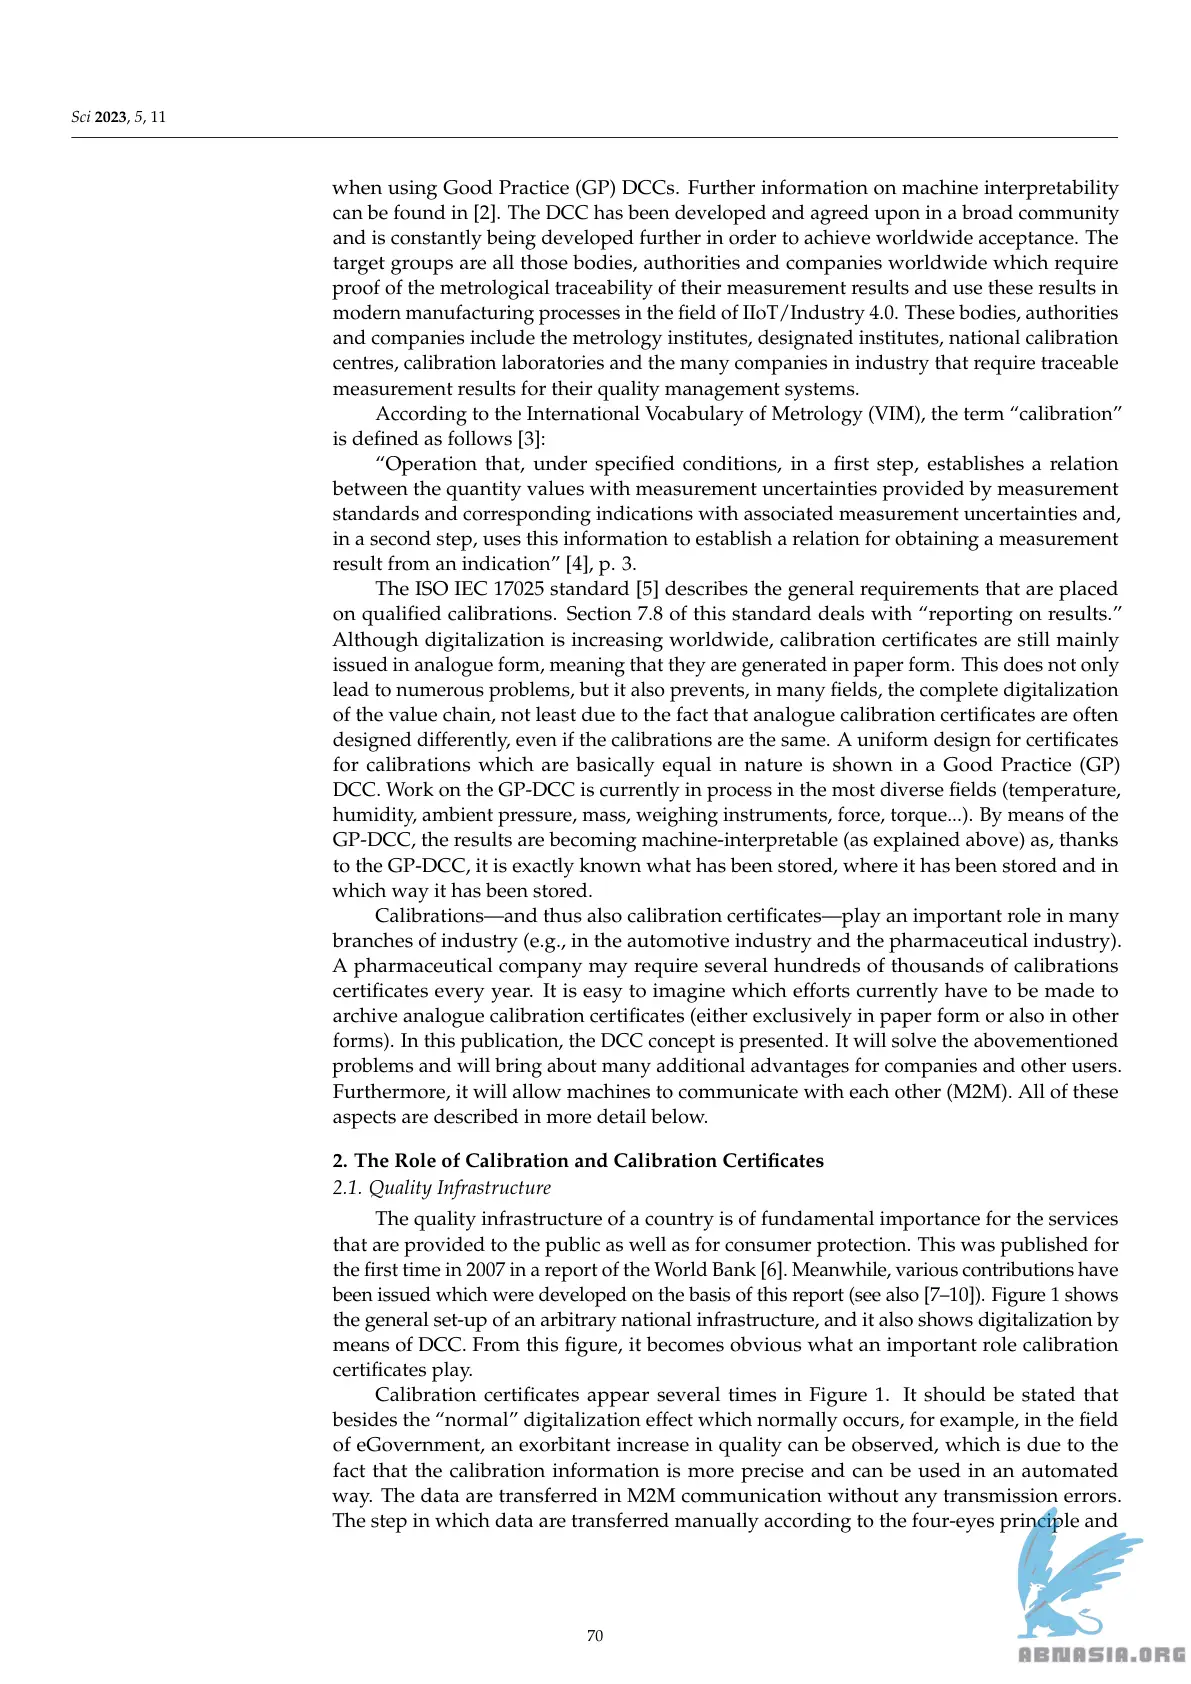 Sci 2023, 5, 11
when using Good Practice (GP) DCCs. Further information on machine interpretability
can be found in [2]. The DCC has been developed and agreed upon in a broad community
and is constantly being developed further in order to achieve worldwide acceptance. The
target groups are all those bodies, authorities and companies worldwide which require
proof of the metrological traceability of their measurement results and use these results in
modern manufacturing processes in the field of IIoT/Industry 4.0. These bodies, authorities
and companies include the metrology institutes, designated institutes, national calibration
centres, calibration laboratories and the many companies in industry that require traceable
measurement results for their quality management systems.
According to the International Vocabulary of Metrology (VIM), the term “calibration”
is defined as follows [3]:
“Operation that, under specified conditions, in a first step, establishes a relation
between the quantity values with measurement uncertainties provided by measurement
standards and corresponding indications with associated measurement uncertainties and,
in a second step, uses this information to establish a relation for obtaining a measurement
result from an indication” [4], p. 3.
The ISO IEC 17025 standard [5] describes the general requirements that are placed
on qualified calibrations. Section 7.8 of this standard deals with “reporting on results.”
Although digitalization is increasing worldwide, calibration certificates are still mainly
issued in analogue form, meaning that they are generated in paper form. This does not only
lead to numerous problems, but it also prevents, in many fields, the complete digitalization
of the value chain, not least due to the fact that analogue calibration certificates are often
designed differently, even if the calibrations are the same. A uniform design for certificates
for calibrations which are basically equal in nature is shown in a Good Practice (GP)
DCC. Work on the GP-DCC is currently in process in the most diverse fields (temperature,
humidity, ambient pressure, mass, weighing instruments, force, torque...). By means of the
GP-DCC, the results are becoming machine-interpretable (as explained above) as, thanks
to the GP-DCC, it is exactly known what has been stored, where it has been stored and in
which way it has been stored.
Calibrations—and thus also calibration certificates—play an important role in many
branches of industry (e.g., in the automotive industry and the pharmaceutical industry).
A pharmaceutical company may require several hundreds of thousands of calibrations
certificates every year. It is easy to imagine which efforts currently have to be made to
archive analogue calibration certificates (either exclusively in paper form or also in other
forms). In this publication, the DCC concept is presented. It will solve the abovementioned
problems and will bring about many additional advantages for companies and other users.
Furthermore, it will allow machines to communicate with each other (M2M). All of these
aspects are described in more detail below.
2. The Role of Calibration and Calibration Certificates
2.1. Quality Infrastructure
The quality infrastructure of a country is of fundamental importance for the services
that are provided to the public as well as for consumer protection. This was published for
the first time in 2007 in a report of the World Bank [6]. Meanwhile, various contributions have
been issued which were developed on the basis of this report (see also [7–10]). Figure 1 shows
the general set-up of an arbitrary national infrastructure, and it also shows digitalization by
means of DCC. From this figure, it becomes obvious what an important role calibration
certificates play.
Calibration certificates appear several times in Figure 1. It should be stated that
besides the “normal” digitalization effect which normally occurs, for example, in the field
of eGovernment, an exorbitant increase in quality can be observed, which is due to the
fact that the calibration information is more precise and can be used in an automated
way. The data are transferred in M2M communication without any transmission errors.
The step in which data are transferred manually according to the four-eyes principle and
70
ABNASIA.ORG